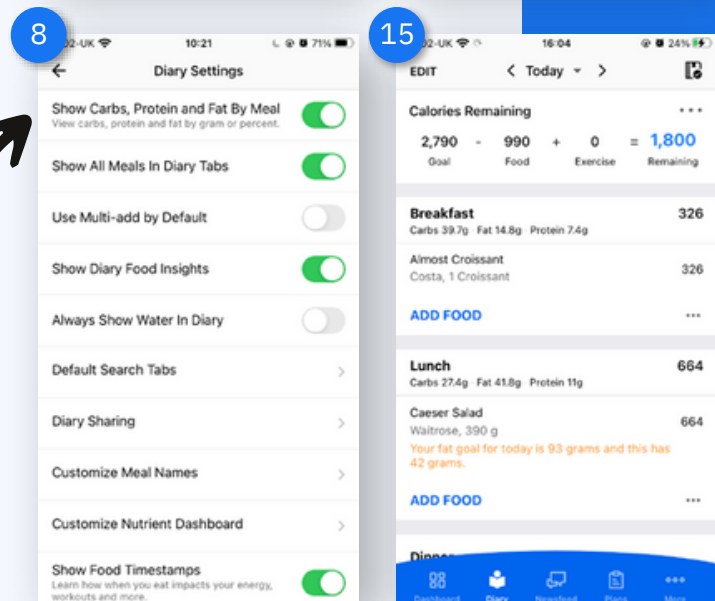 8
02-UK
10:21
71%
Diary Settings
Show Carbs, Protein and Fat By Meal
View carbs, protein and fat by gram or percent.
Show All Meals In Diary Tabs
Use Multi-add by Default
Show Diary Food Insights
Always Show Water In Diary
Default Search Tabs
Diary Sharing
Customize Meal Names
Customize Nutrient Dashboard
Show Food Timestamps
Learn how when you eat impacts your energy,
workouts and more.
15
02-UK
16:04
24%
EDIT
Today
Calories Remaining
2,790 - 990 + 0 = 1,800
Goal Food Exercise Remaining
Breakfast 326
Carbs 39.7g · Fat 14.8g · Protein 7.4g
Almost Croissant
Costa, 1 Croissant
326
ADD FOOD
Lunch 664
Carbs 27.4g · Fat 41.8g · Protein 11g
Caeser Salad
Waitrose, 390 g
664
Your fat goal for today is 93 grams and this has
42 grams.
ADD FOOD
Dinner
Dashboard Diary Newsfeed Plans More